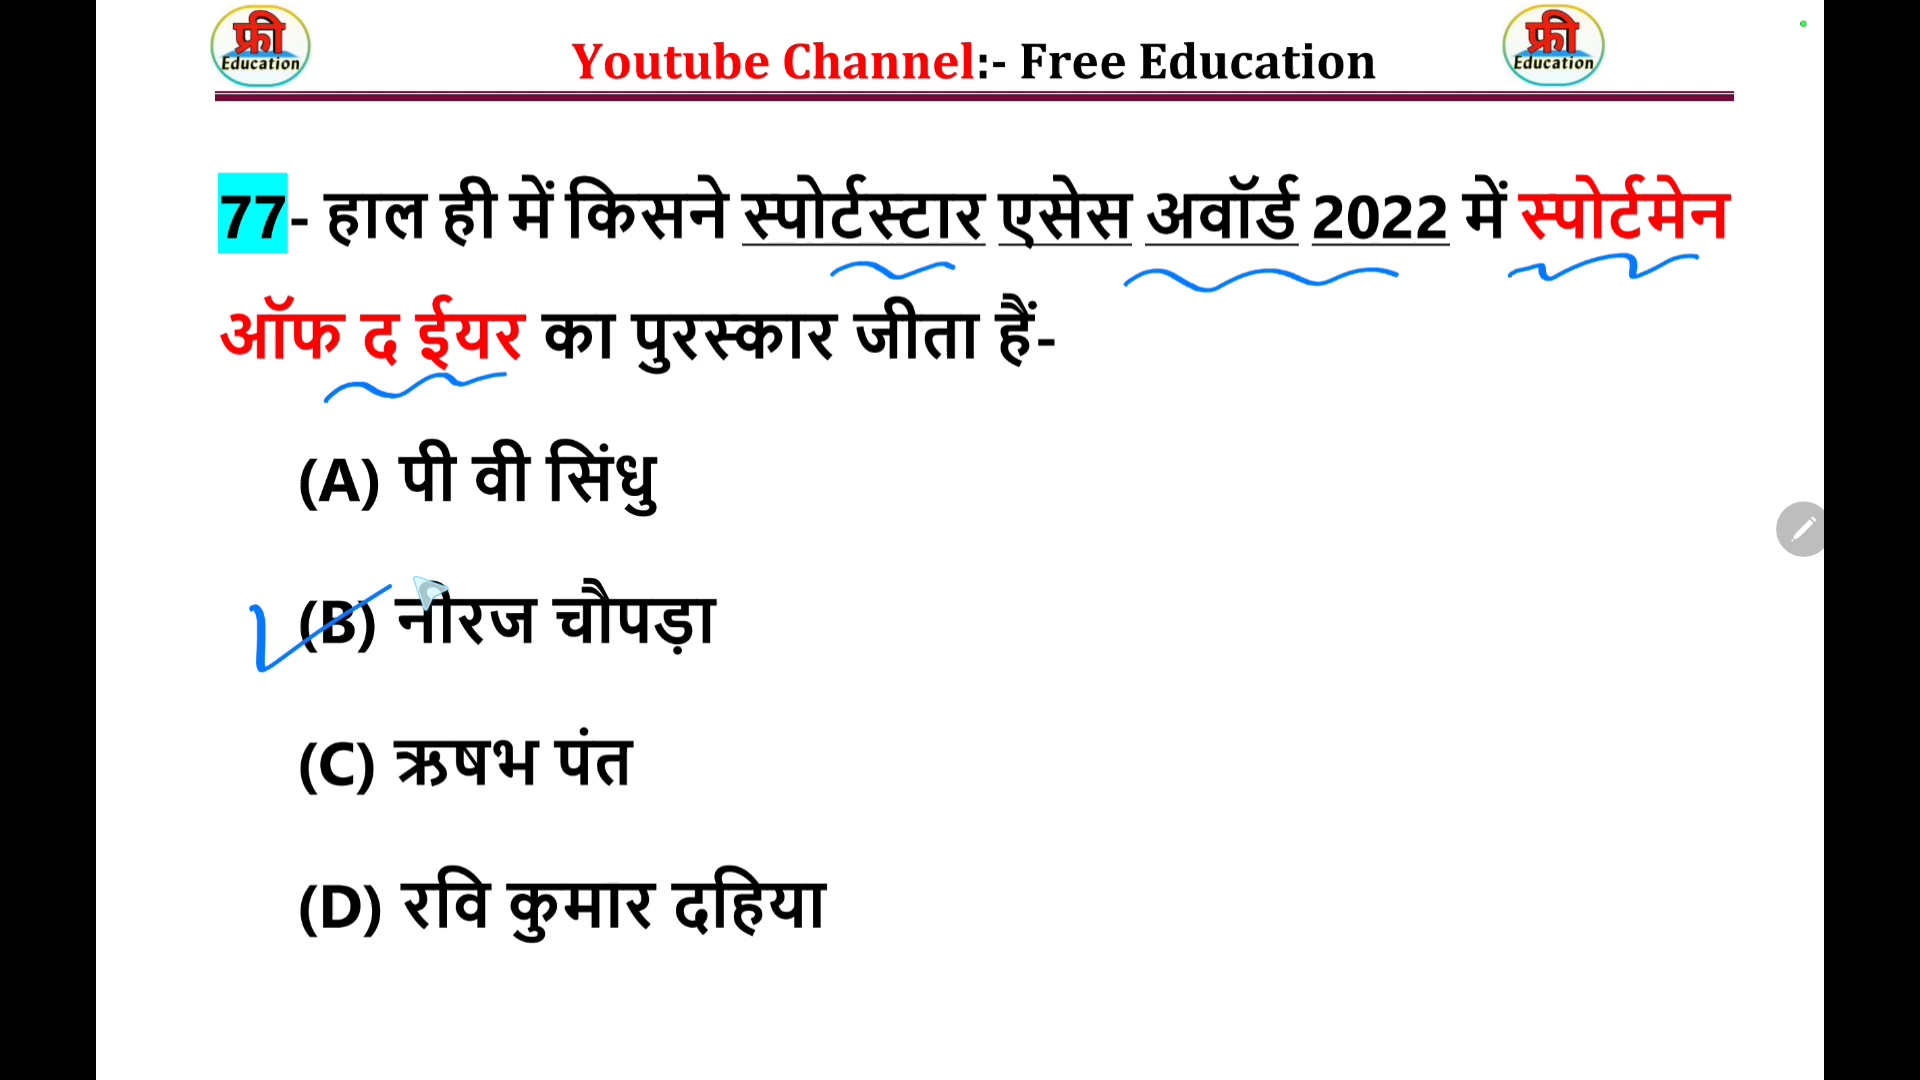 फ्री
Education
Youtube Channel:- Free Education
फ्री
Education
77- हाल ही में किसने स्पोर्टस्टार एसेस अवॉर्ड 2022 में स्पोर्टमेन
ऑफ द ईयर का पुरस्कार जीता हैं-
(A) पी वी सिंधु
(B) नीरज चौपड़ा
(C) ऋषभ पंत
(D) रवि कुमार दहिया